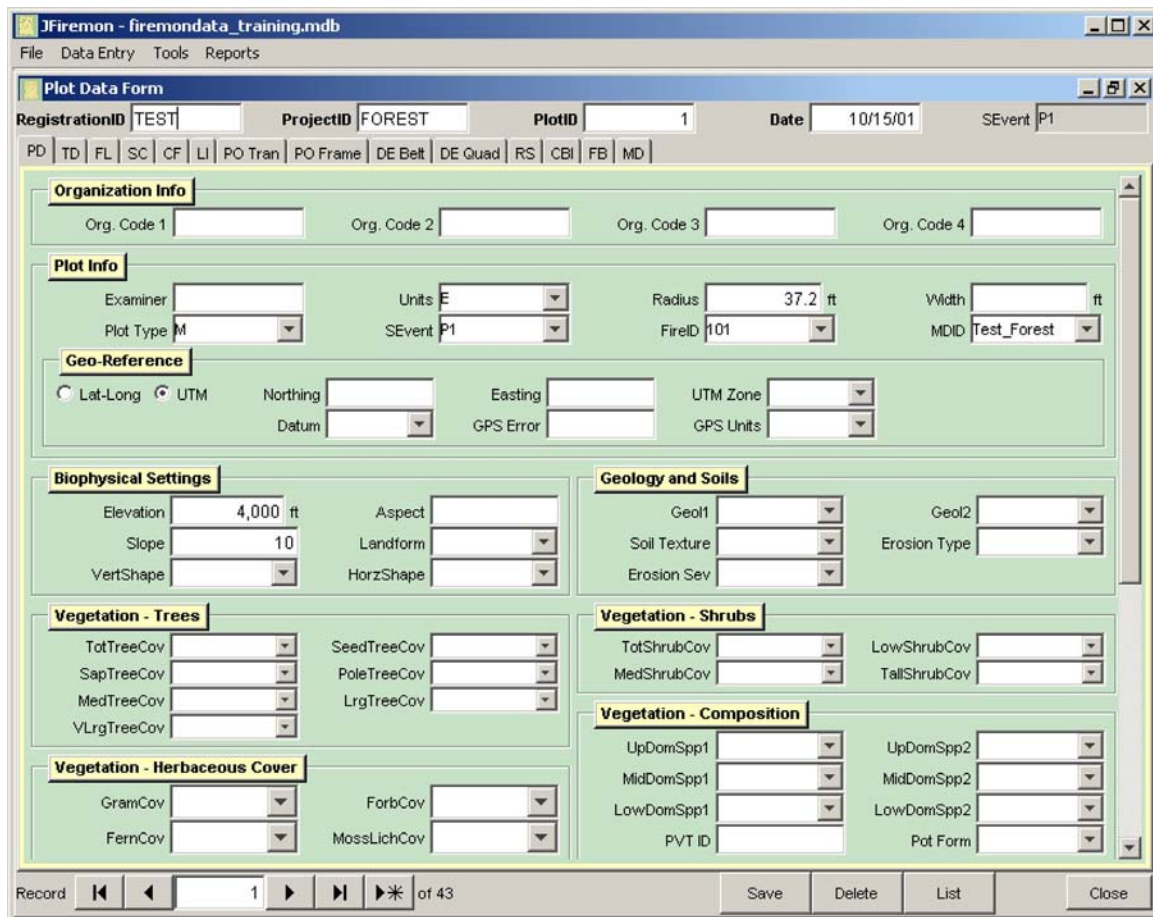 JFiremon - firemondata_training.mdb
File Data Entry Tools Reports
Plot Data Form
RegistrationID TEST ProjectID FOREST PlotID 1 Date 10/15/01 SEvent P1
PD TD FL SC CF LI PO Tran PO Frame DE Belt DE Quad RS CBI FB MD
Organization Info
Org. Code 1 Org. Code 2 Org. Code 3 Org. Code 4
Plot Info
Examiner Units E Radius 37.2 ft Width ft
Plot Type M SEvent P1 FireID 101 MDID Test_Forest
Geo-Reference
Lat-Long UTM Northing Easting UTM Zone
Datum GPS Error GPS Units
Biophysical Settings
Elevation 4,000 ft Aspect
Slope 10 Landform
VertShape HorzShape
Geology and Soils
Geol1 Geol2
Soil Texture Erosion Type
Erosion Sev
Vegetation - Trees
TotTreeCov SeedTreeCov
SapTreeCov PoleTreeCov
MedTreeCov LrgTreeCov
VLrgTreeCov
Vegetation - Shrubs
TotShrubCov LowShrubCov
MedShrubCov TallShrubCov
Vegetation - Herbaceous Cover
GramCov ForbCov
FernCov MossLichCov
Vegetation - Composition
UpDomSpp1 UpDomSpp2
MidDomSpp1 MidDomSpp2
LowDomSpp1 LowDomSpp2
PVT ID Pot Form
Record 1 of 43 Save Delete List Close